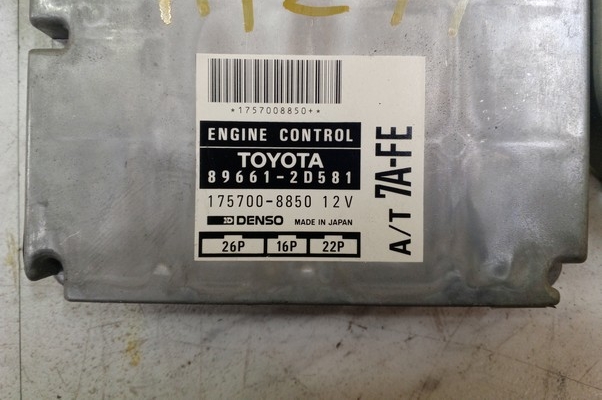 *1757008850+*
ENGINE CONTROL
TOYOTA
89661-2D581
175700-8850 12V
DENSO MADE IN JAPAN
26P 16P 22P
A/T 7A-FE